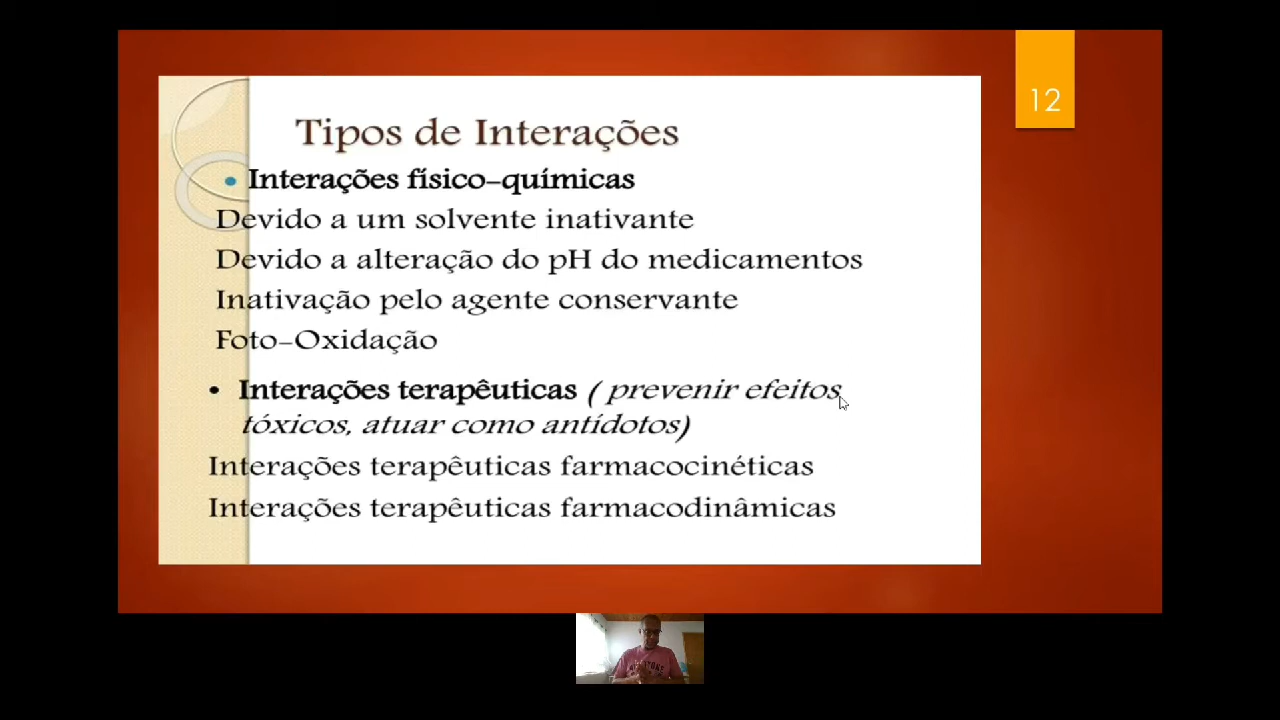 12
Tipos de Interações
• Interações físico-químicas
Devido a um solvente inativante
Devido a alteração do pH do medicamentos
Inativação pelo agente conservante
Foto-Oxidação
• Interações terapêuticas ( prevenir efeitos
tóxicos, atuar como antídotos)
Interações terapêuticas farmacocinéticas
Interações terapêuticas farmacodinâmicas